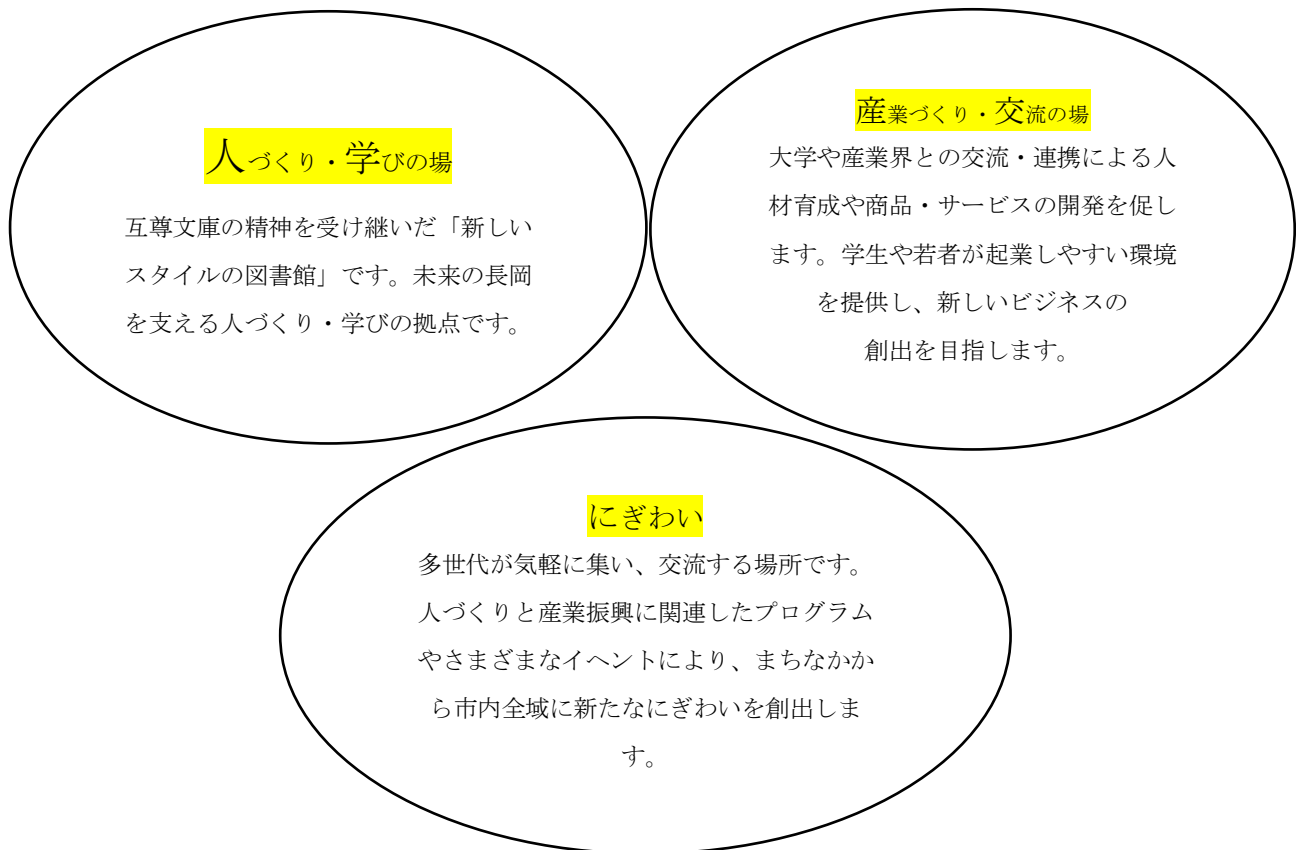 人づくり・学びの場
互尊文庫の精神を受け継いだ「新しい
スタイルの図書館」です。未来の長岡
を支える人づくり・学びの拠点です。
産業づくり・交流の場
大学や産業界との交流・連携による人
材育成や商品・サービスの開発を促し
ます。学生や若者が起業しやすい環境
を提供し、新しいビジネスの
創出を目指します。
にぎわい
多世代が気軽に集い、交流する場所です。
人づくりと産業振興に関連したプログラム
やさまざまなイヘントにより、まちなかか
ら市内全域に新たなにぎわいを創出しま
す。